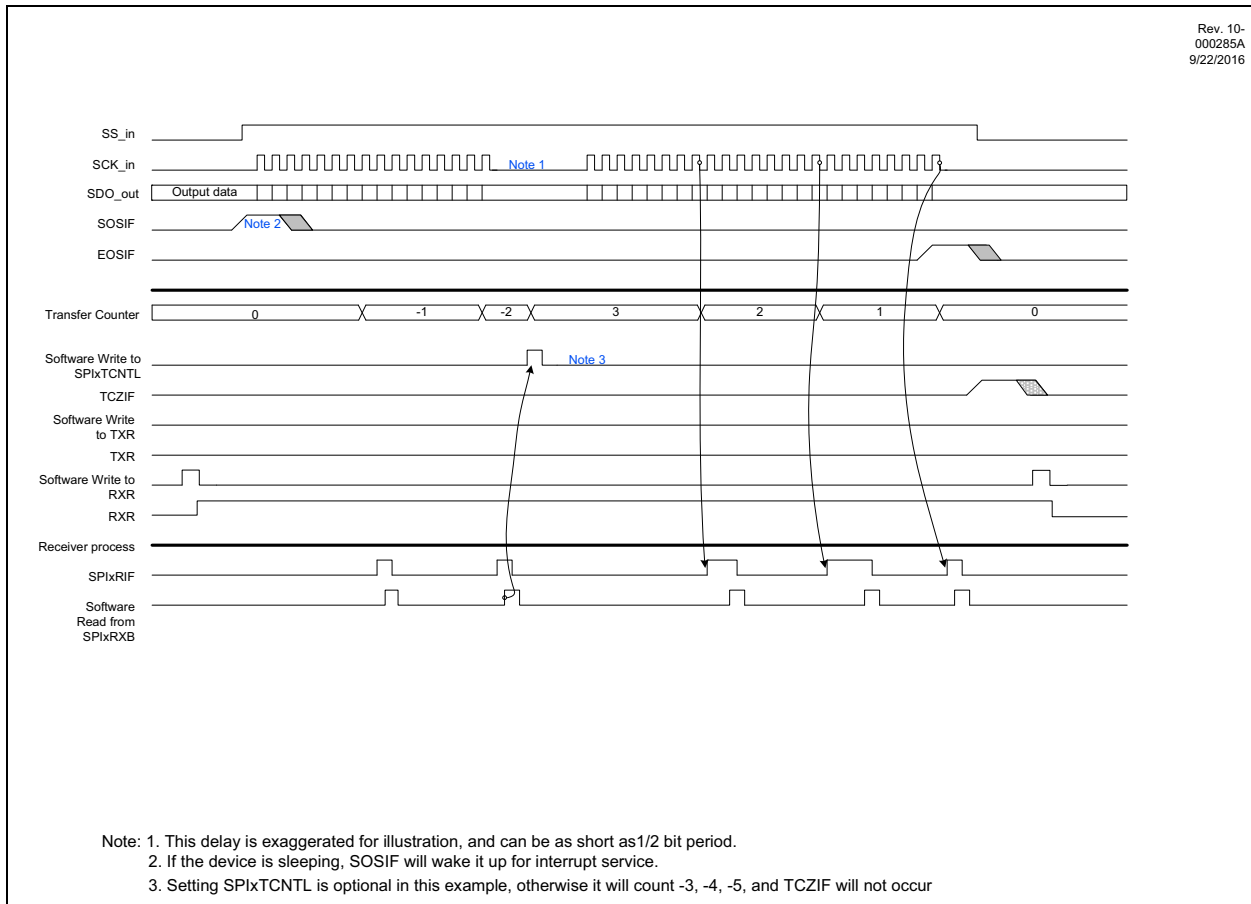 Rev. 10-
000285A
9/22/2016
SS_in
SCK_in
Note 1
SDO_out
Output data
SOSIF
Note 2
EOSIF
Transfer Counter
0
-1
-2
3
2
1
0
Software Write to
SPIxTCNTL
Note 3
TCZIF
Software Write
to TXR
TXR
Software Write to
RXR
RXR
Receiver process
SPIxRIF
Software
Read from
SPIxRXB
Note: 1. This delay is exaggerated for illustration, and can be as short as1/2 bit period.
2. If the device is sleeping, SOSIF will wake it up for interrupt service.
3. Setting SPIxTCNTL is optional in this example, otherwise it will count -3, -4, -5, and TCZIF will not occur